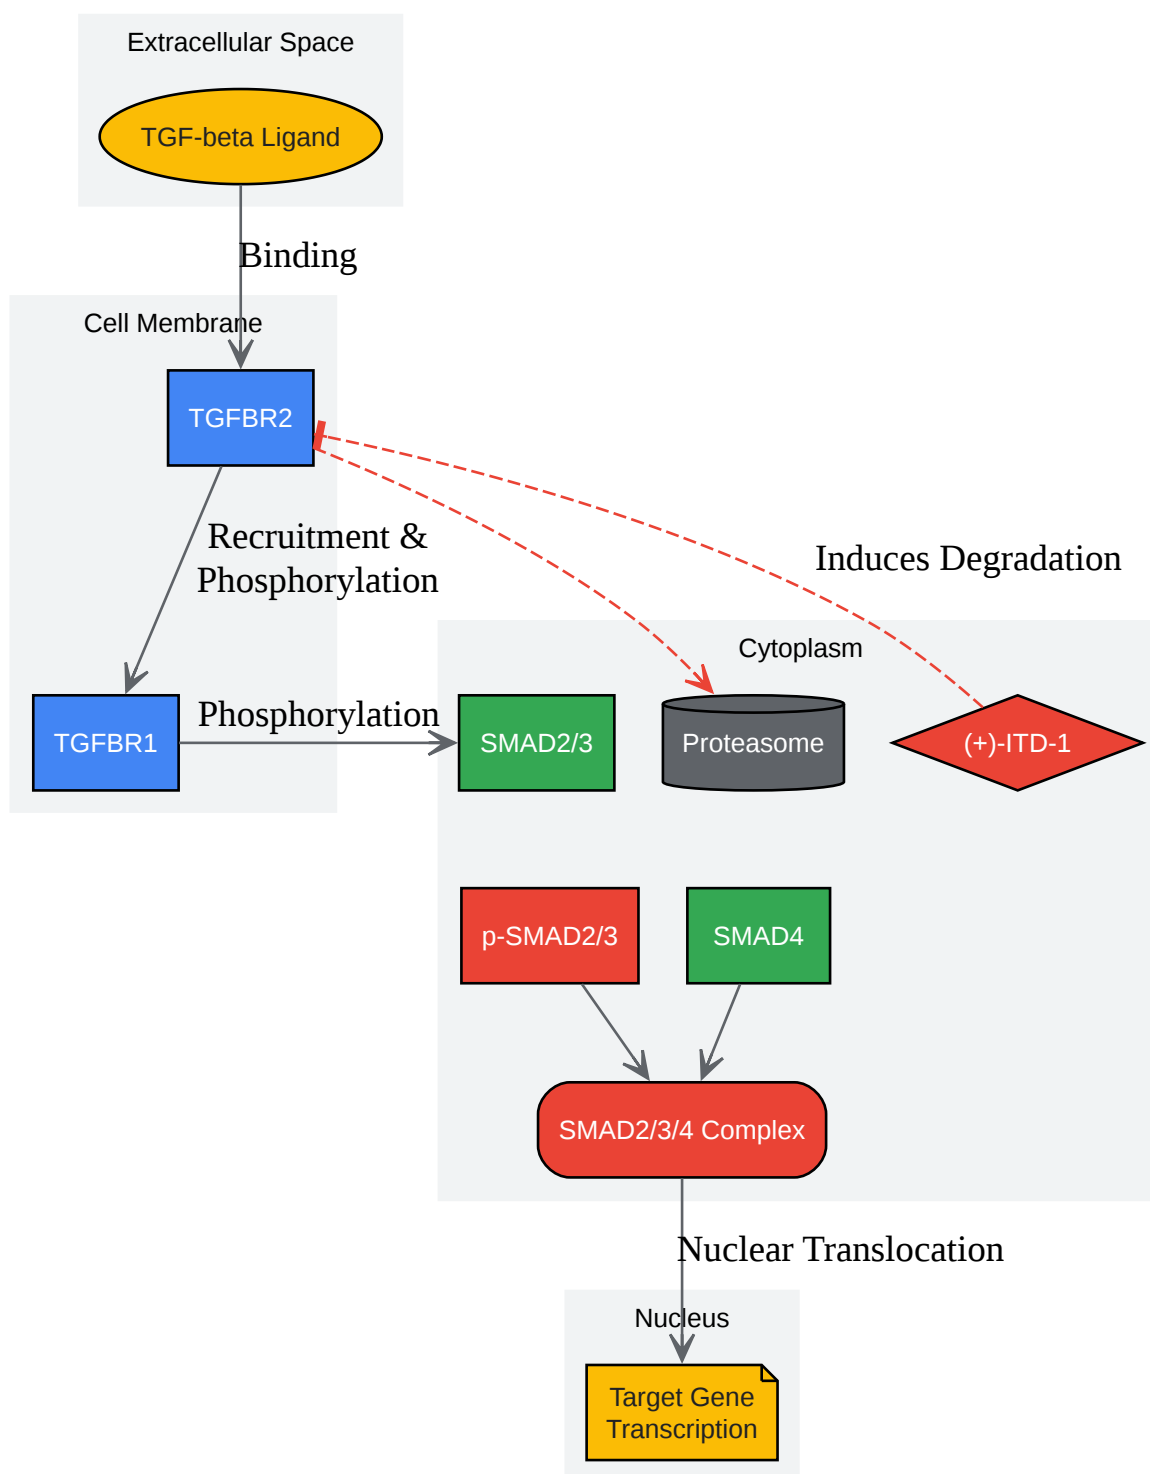 Extracellular Space
TGF-beta Ligand
Binding
Cell Membrane
TGFBR2
Recruitment &
Phosphorylation
Induces Degradation
Cytoplasm
TGFBR1
Phosphorylation
SMAD2/3
Proteasome
(+)-ITD-1
p-SMAD2/3
SMAD4
SMAD2/3/4 Complex
Nuclear Translocation
Nucleus
Target Gene
Transcription